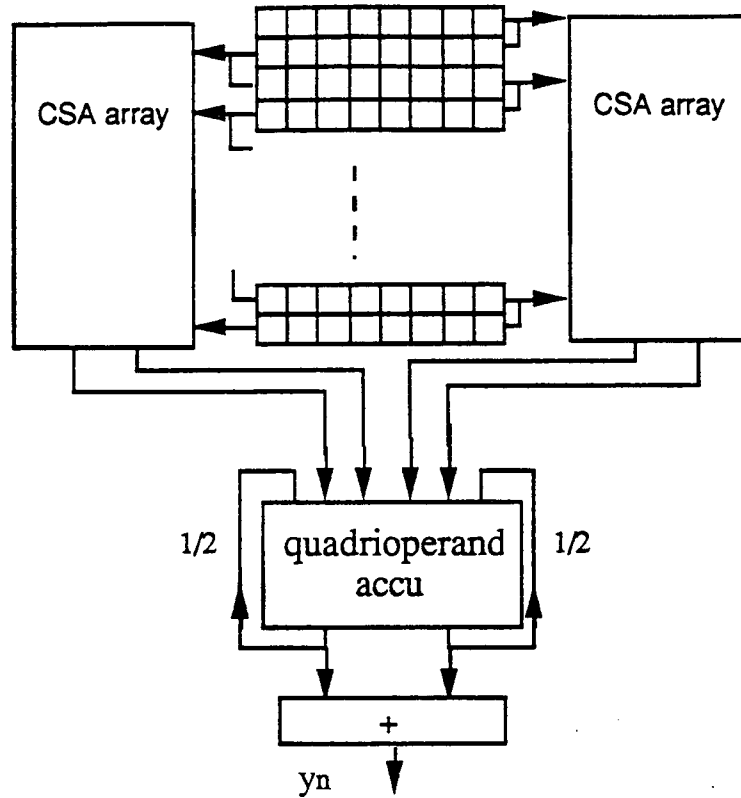 CSA array
CSA array
1/2
quadrioperand
accu
1/2
+
yn